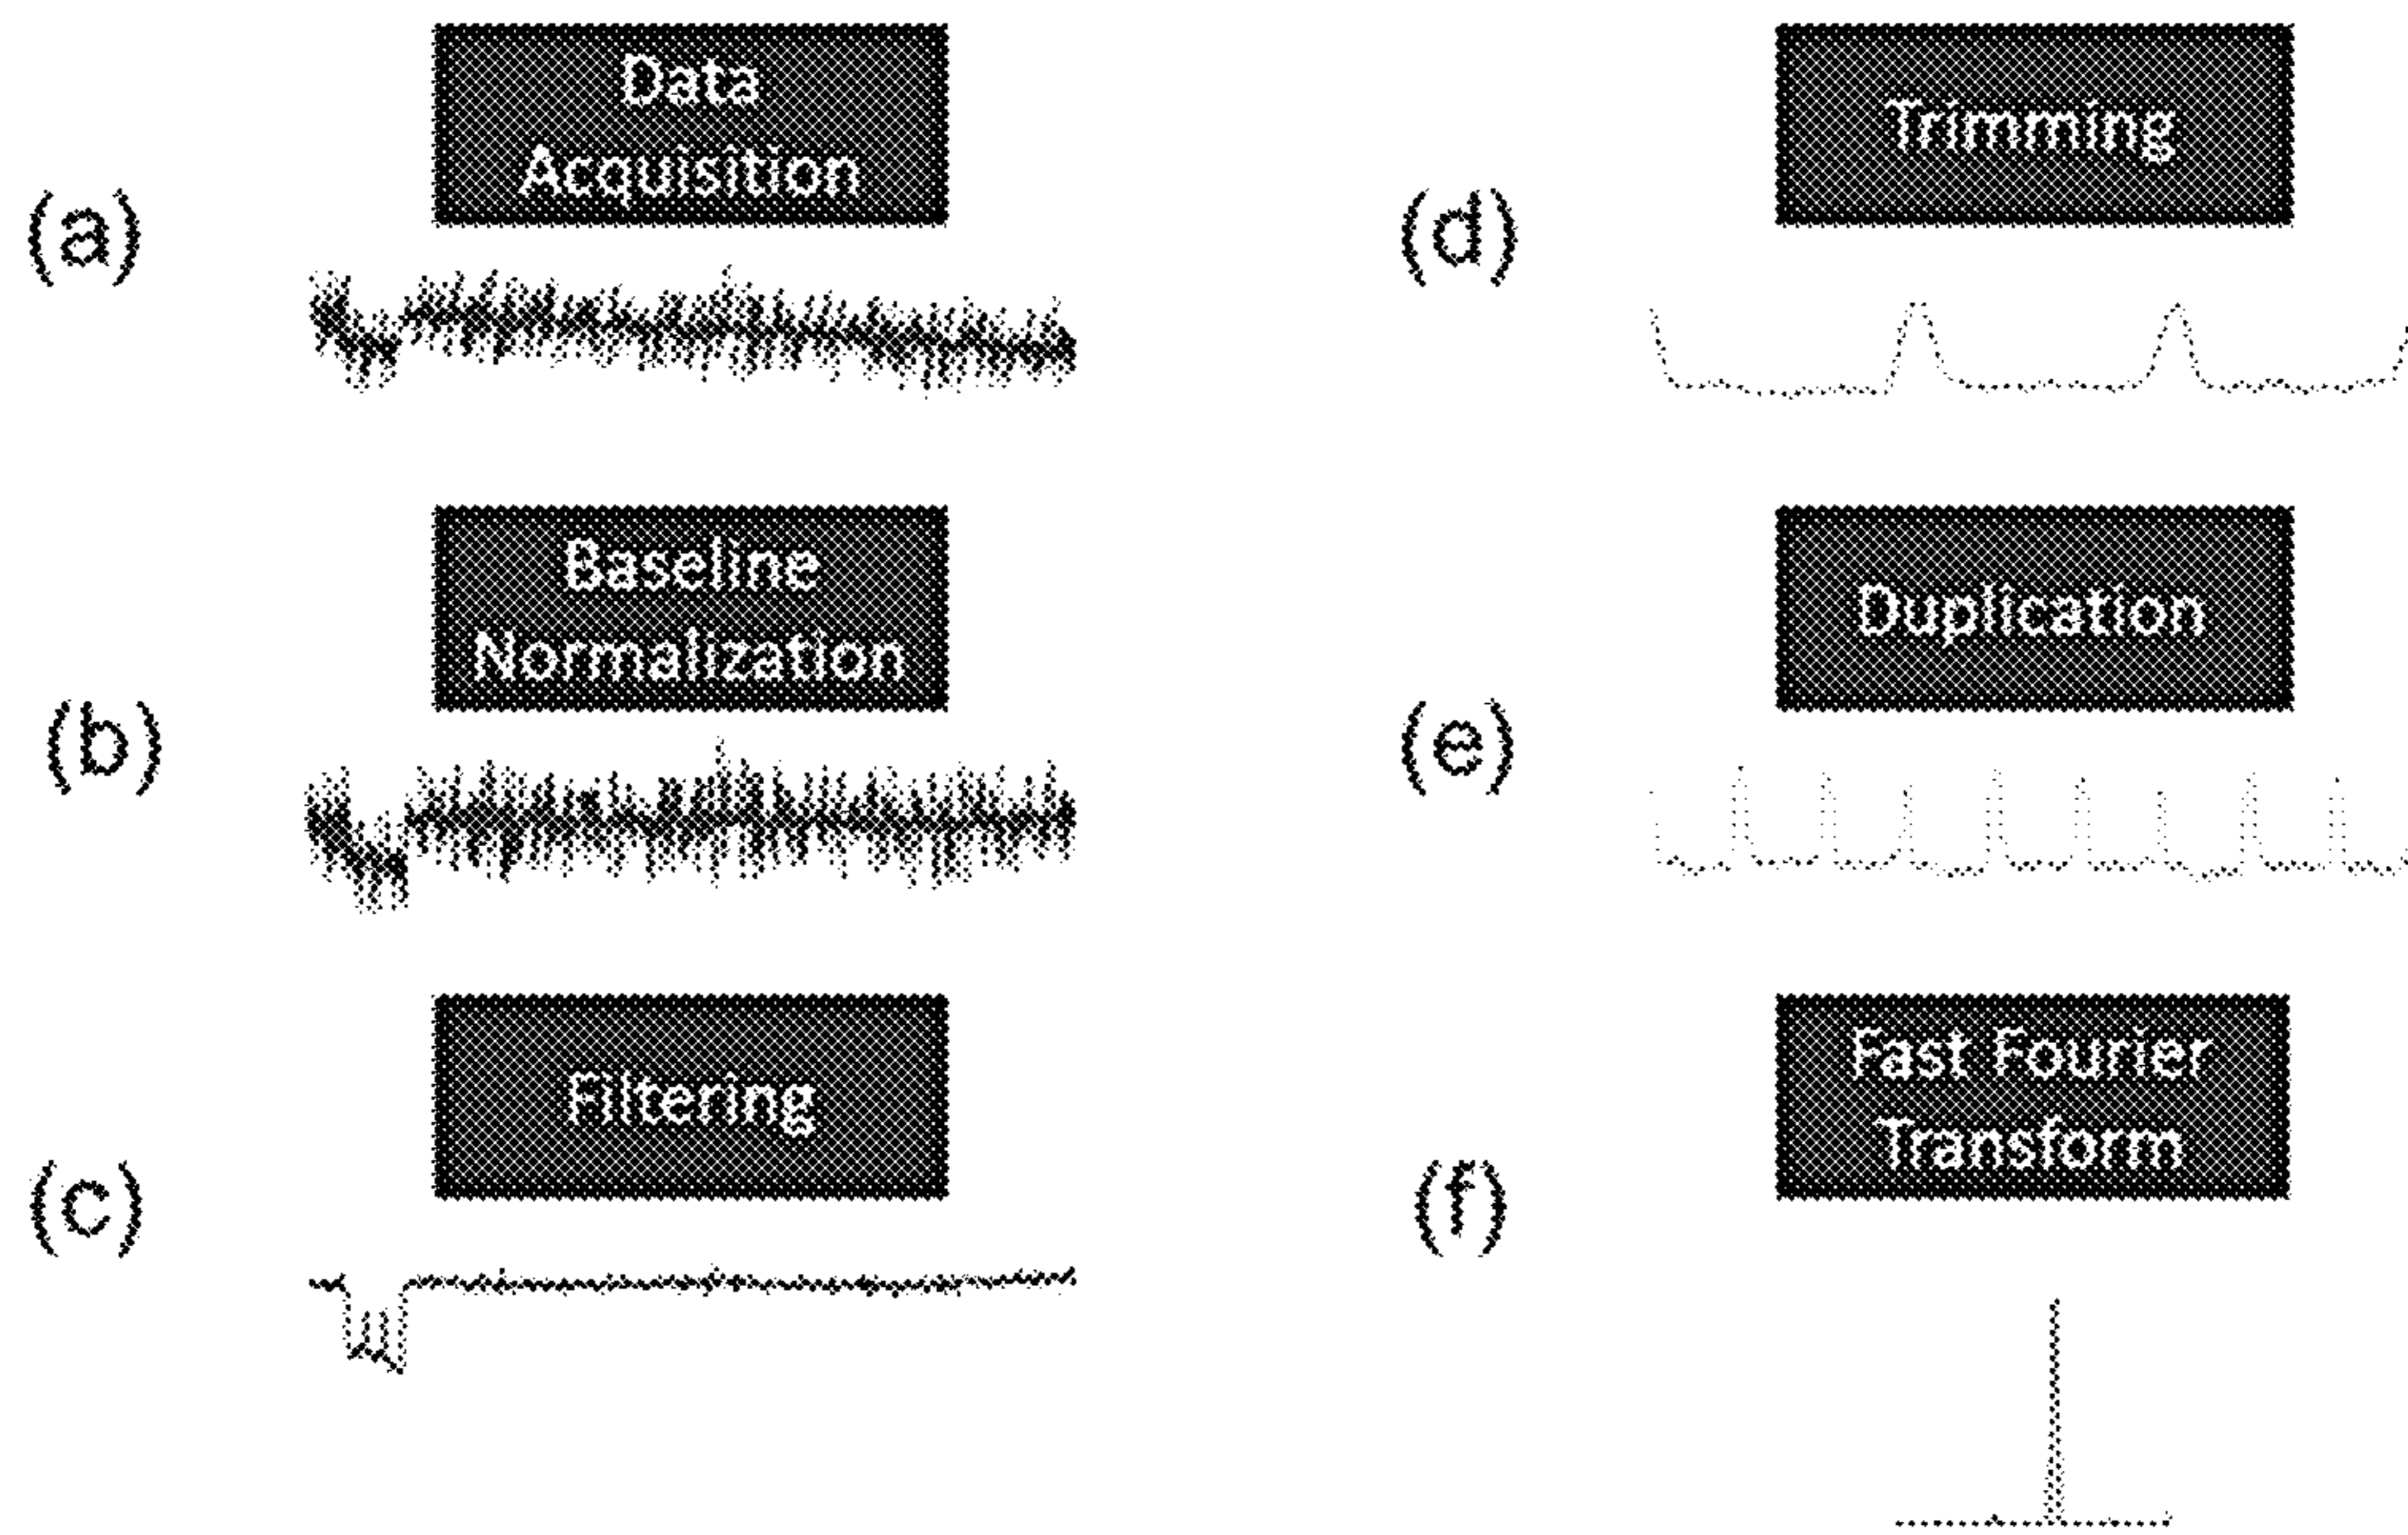 (a)
Data
Acquisition
(b)
Baseline
Normalization
(c)
Filtering
(d)
Trimming
(e)
Duplication
(f)
Fast Fourier
Transform